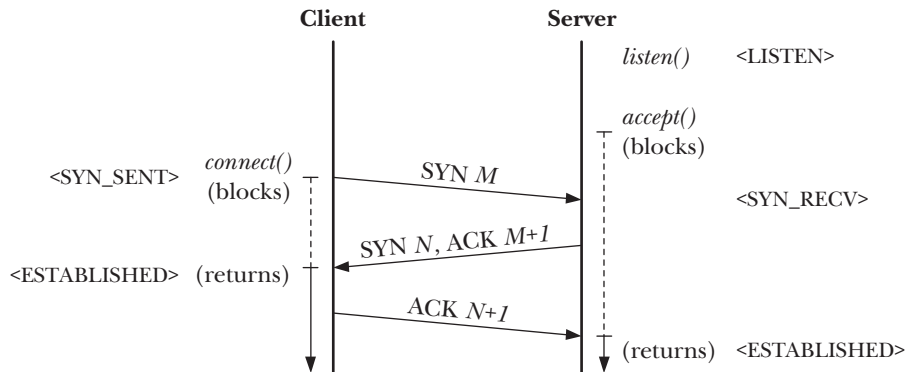 Client Server
listen() <LISTEN>
accept()
(blocks)
<SYN_SENT> connect()
(blocks)
SYN M
<SYN_RECV>
SYN N, ACK M+1
<ESTABLISHED> (returns)
ACK N+1
(returns) <ESTABLISHED>